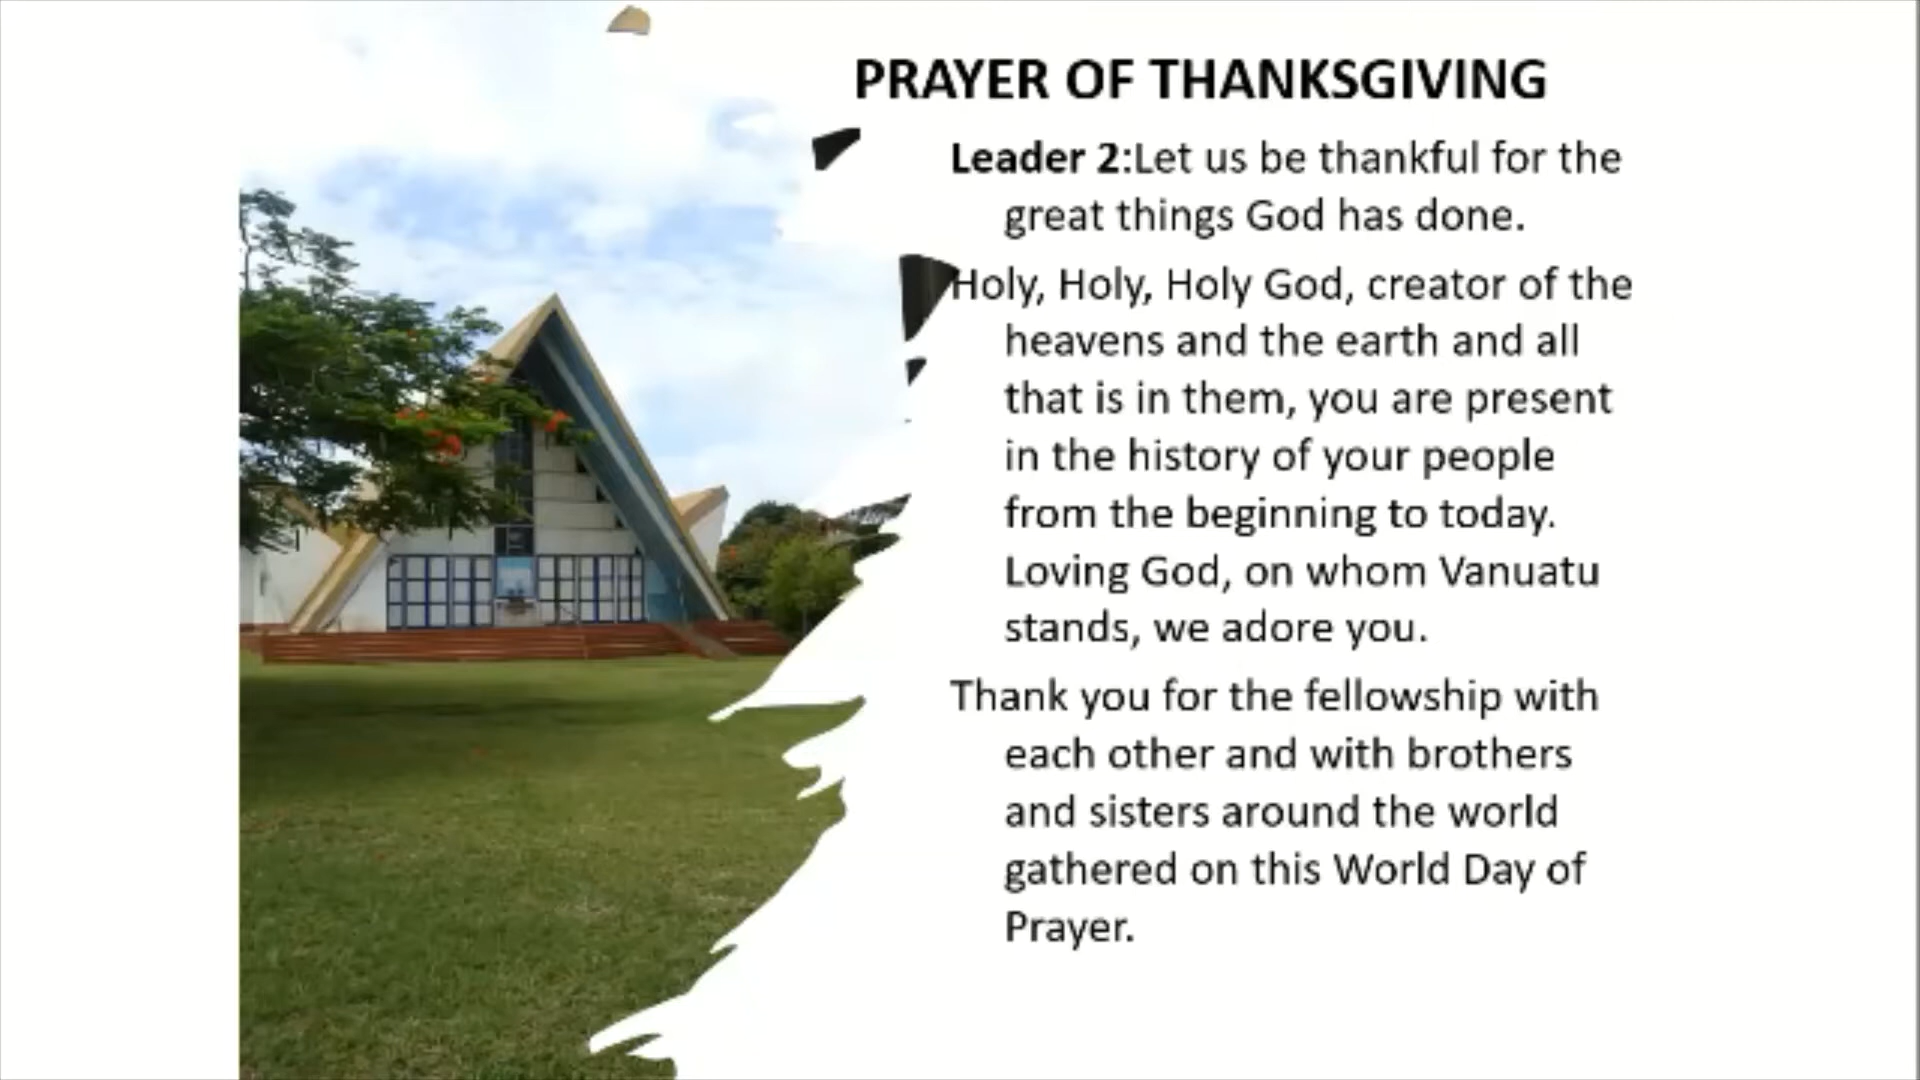 PRAYER OF THANKSGIVING
Leader 2:Let us be thankful for the
great things God has done.
Holy, Holy, Holy God, creator of the
heavens and the earth and all
that is in them, you are present
in the history of your people
from the beginning to today.
Loving God, on whom Vanuatu
stands, we adore you.
Thank you for the fellowship with
each other and with brothers
and sisters around the world
gathered on this World Day of
Prayer.